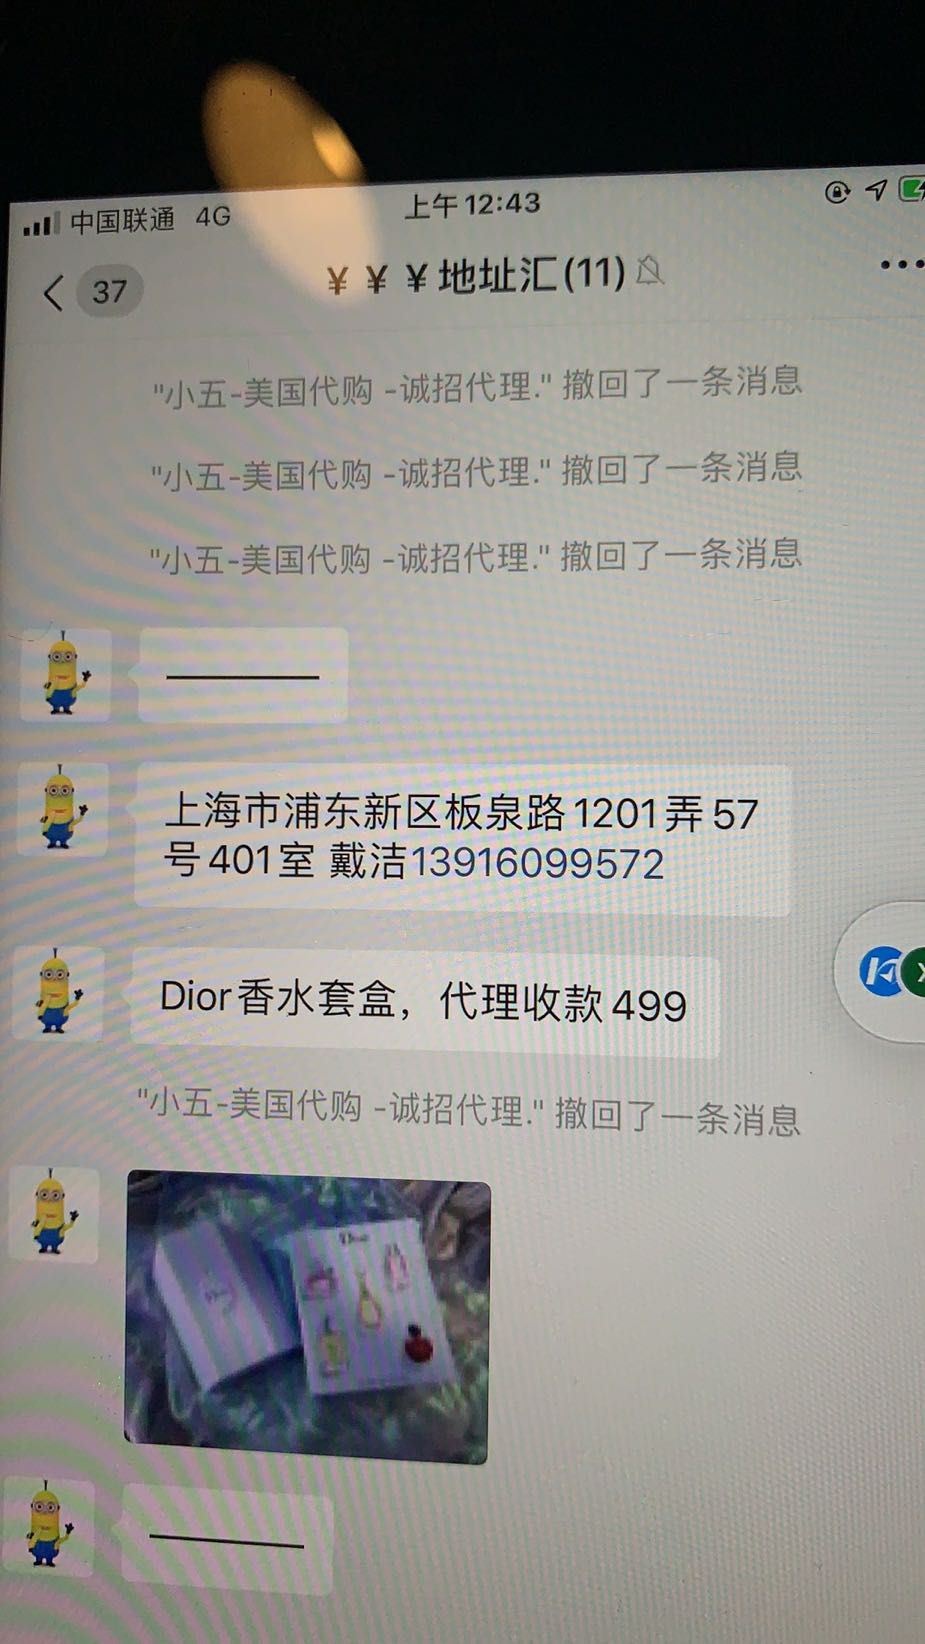 中国联通 4G 上午12:43
37 ¥ ¥ ¥地址汇(11)
"小五-美国代购 -诚招代理." 撤回了一条消息
"小五-美国代购 -诚招代理." 撤回了一条消息
"小五-美国代购 -诚招代理." 撤回了一条消息
上海市浦东新区板泉路1201弄57
号401室 戴洁13916099572
Dior香水套盒，代理收款499
"小五-美国代购 -诚招代理." 撤回了一条消息
Dior